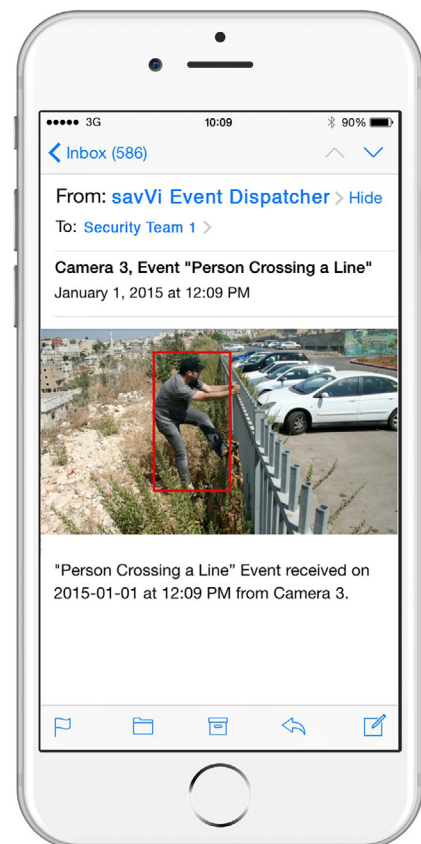 3G 10:09 90%
Inbox (586)
From: savVi Event Dispatcher Hide
To: Security Team 1
Camera 3, Event "Person Crossing a Line"
January 1, 2015 at 12:09 PM
"Person Crossing a Line” Event received on
2015-01-01 at 12:09 PM from Camera 3.